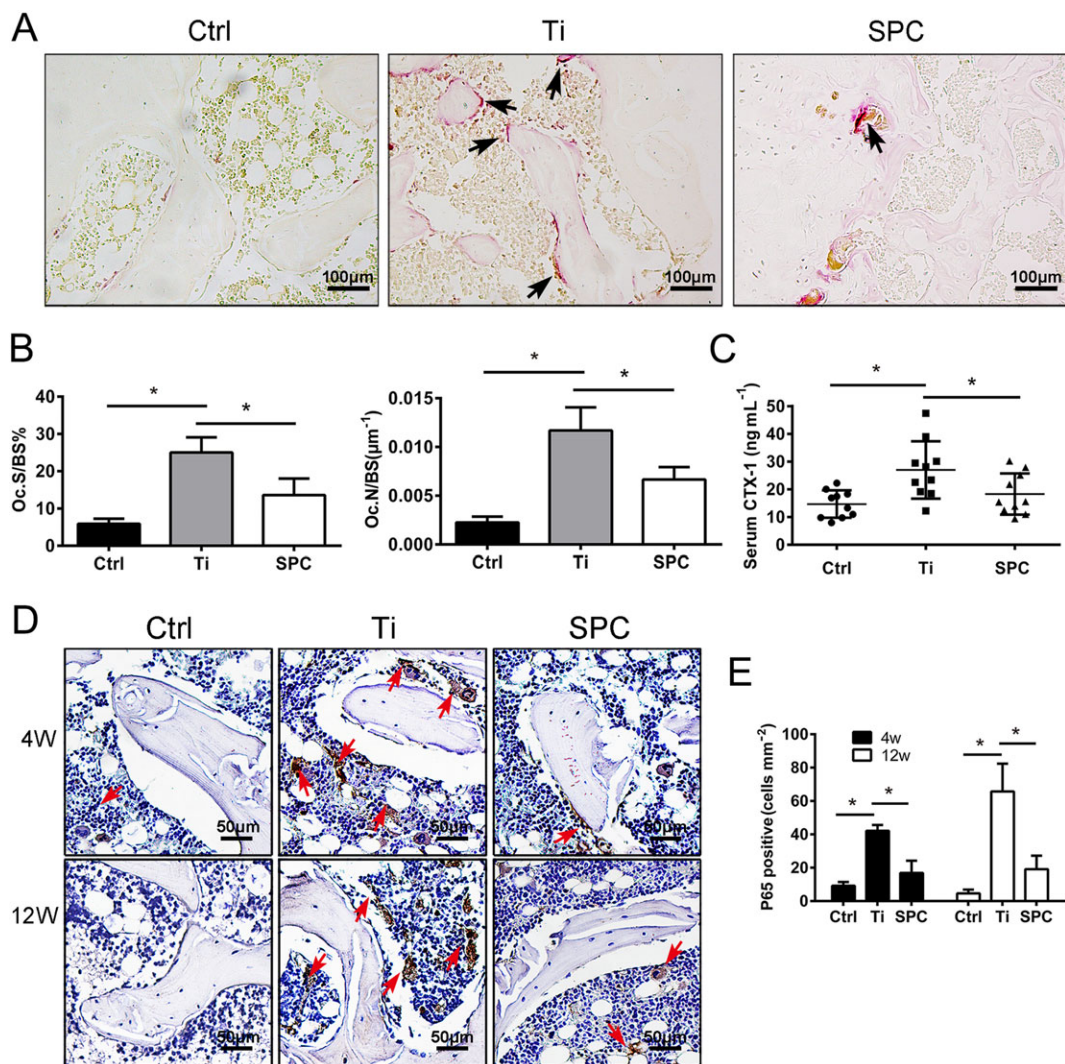 A
Ctrl
Ti
SPC
100μm
100μm
100μm
B
Oc.S/BS%
40
30
20
10
0
Ctrl
Ti
SPC
*
*
Oc.N/BS(μm⁻¹)
0.015
0.010
0.005
0.000
Ctrl
Ti
SPC
*
*
C
Serum CTX-1 (ng mL⁻¹)
50
40
30
20
10
0
Ctrl
Ti
SPC
*
*
D
Ctrl
Ti
SPC
4W
50μm
50μm
50μm
12W
50μm
50μm
50μm
E
P65 positive (cells mm⁻²)
100
80
60
40
20
0
4w
12w
*
*
*
*
Ctrl
Ti
SPC
Ctrl
Ti
SPC